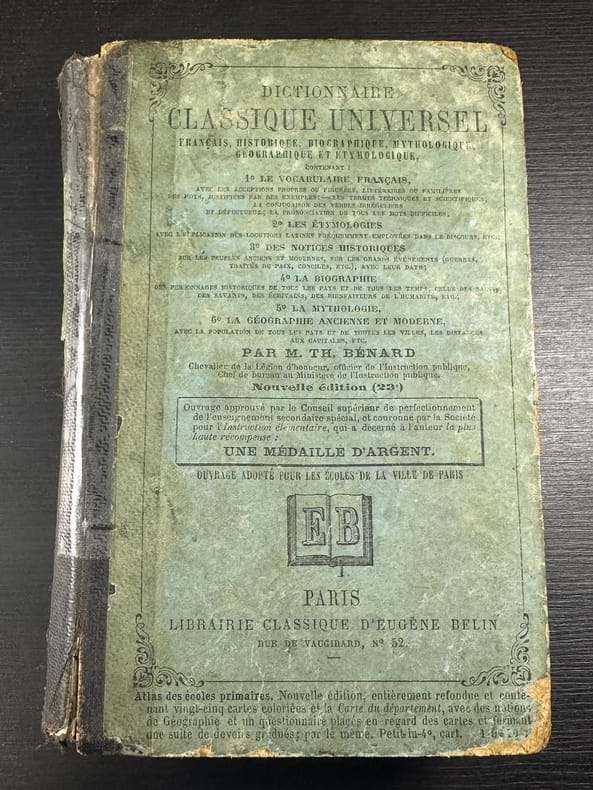 DICTIONNAIRE
CLASSIQUE UNIVERSEL
FRANÇAIS, HISTORIQUE, BIOGRAPHIQUE, MYTHOLOGIQUE,
GÉOGRAPHIQUE ET ETYMOLOGIQUE,
CONTENANT :
1º LE VOCABULAIRE FRANÇAIS,
AVEC LES ACCEPTIONS PROPRES OU FIGURÉES, LITTÉRAIRES OU FAMILIÈRES
DES MOTS, JUSTIFIÉES PAR DES EXEMPLES; — LES TERMES TECHNIQUES ET SCIENTIFIQUES;
LA CONJUGAISON DES VERBES IRRÉGULIERS
ET DÉFECTUEUX; LA PRONONCIATION DE TOUS LES MOTS DIFFICILES;
2º LES ÉTYMOLOGIES
AVEC L'EXPLICATION DES LOCUTIONS LATINES FRÉQUEMMENT EMPLOYÉES DANS LE DISCOURS, ETC.;
3º DES NOTICES HISTORIQUES
SUR LES PEUPLES ANCIENS ET MODERNES, SUR LES GRANDS ÉVÉNEMENTS (GUERRES,
TRAITÉS DE PAIX, CONCILES, ETC.), AVEC LEUR DATE;
4º LA BIOGRAPHIE
DES PERSONNAGES HISTORIQUES DE TOUS LES PAYS ET DE TOUS LES TEMPS, CELLE DES SAINTS,
DES SAVANTS, DES ÉCRIVAINS, DES BIENFAITEURS DE L'HUMANITÉ, ETC.;
5º LA MYTHOLOGIE,
6º LA GÉOGRAPHIE ANCIENNE ET MODERNE,
AVEC LA POPULATION DE TOUS LES PAYS ET DE TOUTES LES VILLES, LES DISTANCES
AUX CAPITALES, ETC.
PAR M. TH. BÉNARD
Chevalier de la Légion d'honneur, officier de l'Instruction publique,
Chef de bureau au Ministère de l'Instruction publique.
Nouvelle édition (23e)
Ouvrage approuvé par le Conseil supérieur de perfectionnement
de l'enseignement secondaire spécial, et couronné par la Société
pour l'Instruction élémentaire, qui a décerné à l'auteur la plus
haute récompense :
UNE MÉDAILLE D'ARGENT.
OUVRAGE ADOPTÉ POUR LES ÉCOLES DE LA VILLE DE PARIS
EB
PARIS
LIBRAIRIE CLASSIQUE D'EUGÈNE BELIN
RUE DE VAUGIRARD, Nº 52.
Atlas des écoles primaires. Nouvelle édition, entièrement refondue et conte-
nant vingt-cinq cartes coloriées et la Carte du département, avec des notions
de Géographie et un questionnaire placés en regard des cartes et formant
une suite de devoirs gradués; par le même. Petit in-4º, cart.